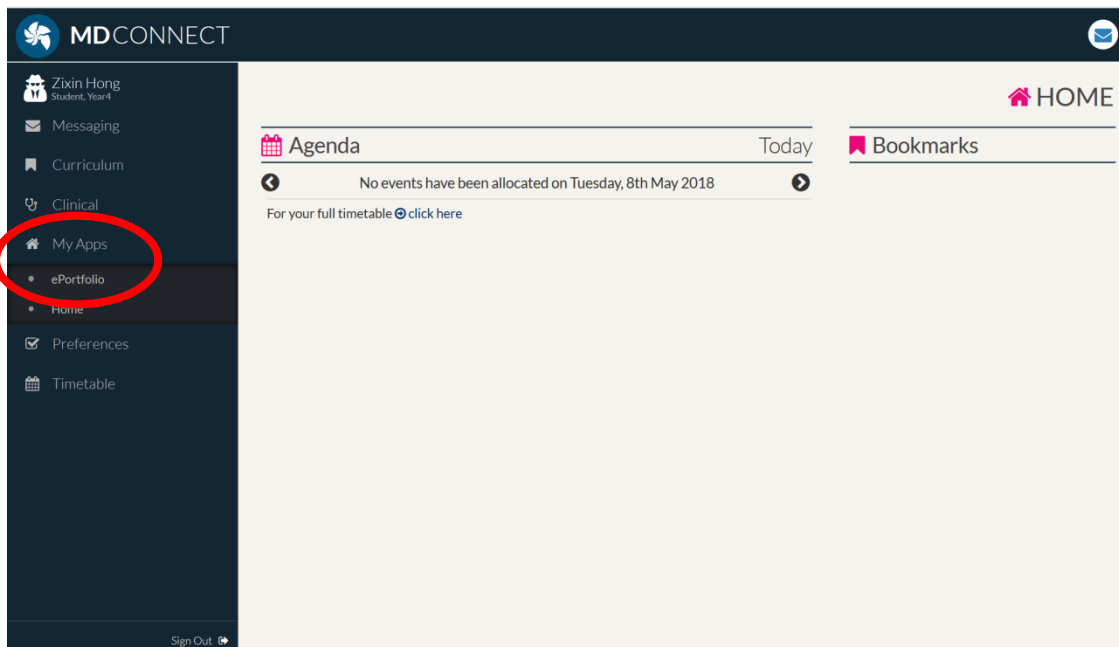 MDCONNECT
Zixin Hong
Student, Year4
Messaging
Curriculum
Clinical
My Apps
ePortfolio
Home
Preferences
Timetable
Sign Out
HOME
Agenda Today
No events have been allocated on Tuesday, 8th May 2018
For your full timetable click here
Bookmarks